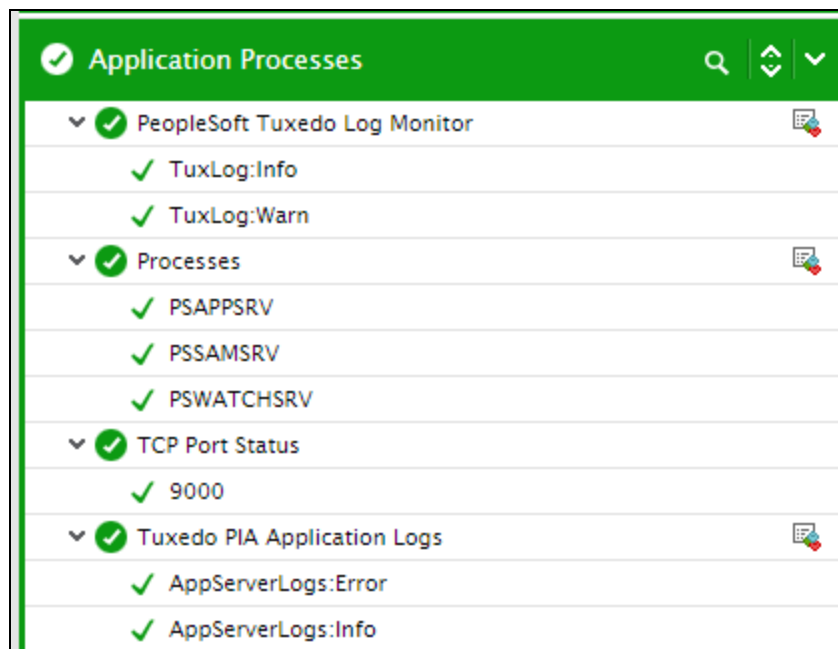 Application Processes
PeopleSoft Tuxedo Log Monitor
TuxLog:Info
TuxLog:Warn
Processes
PSAPPSRV
PSSAMSRV
PSWATCHSRV
TCP Port Status
9000
Tuxedo PIA Application Logs
AppServerLogs:Error
AppServerLogs:Info